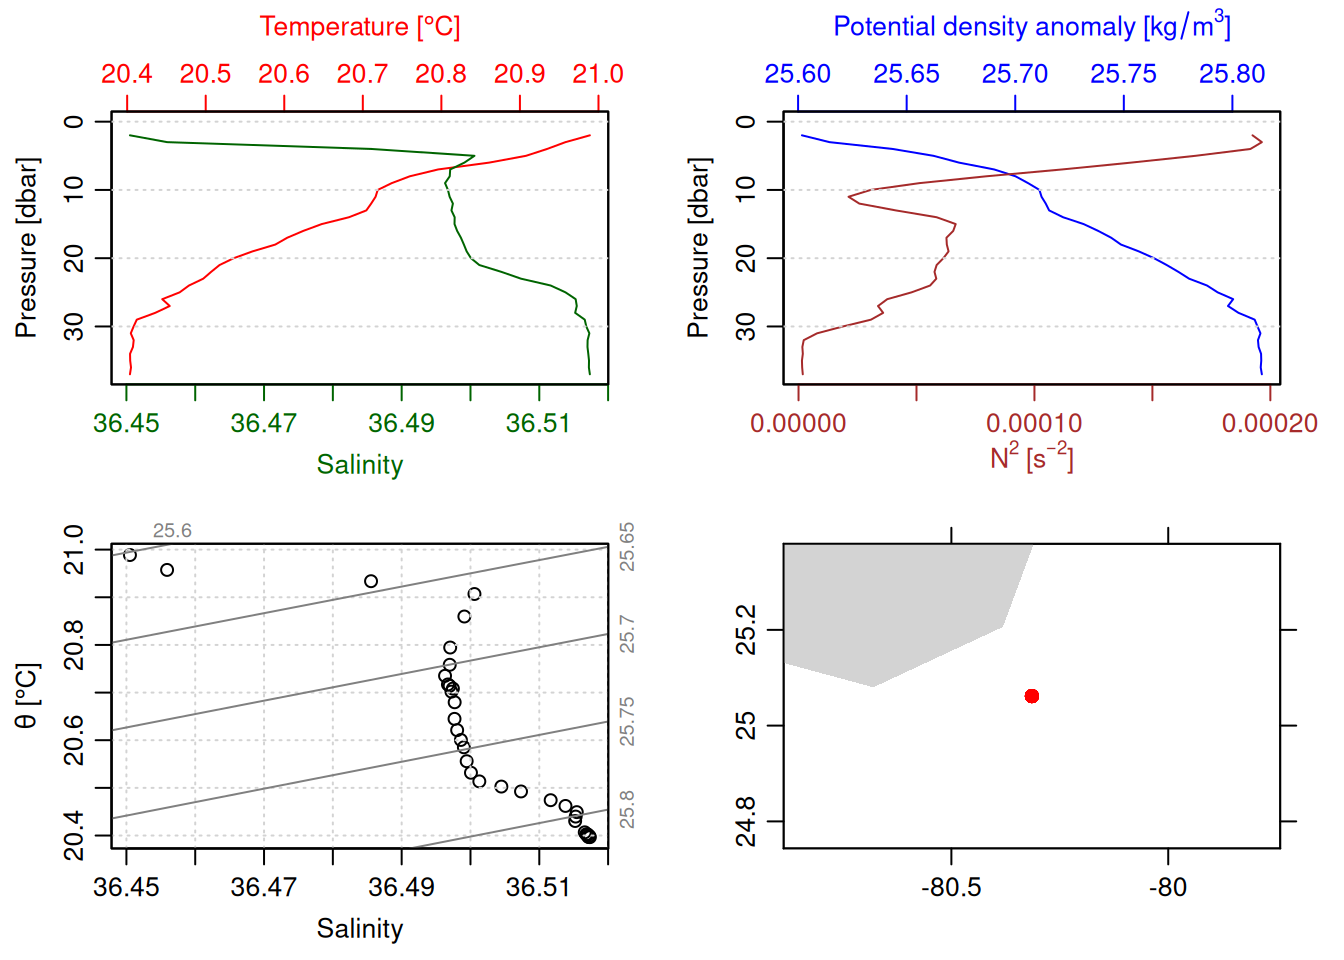 Temperature [°C]
20.4 20.5 20.6 20.7 20.8 20.9 21.0
Pressure [dbar]
0
10
20
30
36.45 36.47 36.49 36.51
Salinity
Potential density anomaly [kg/m³]
25.60 25.65 25.70 25.75 25.80
Pressure [dbar]
0
10
20
30
0.00000 0.00010 0.00020
N² [s⁻²]
25.6
25.65
25.7
25.75
25.8
θ [°C]
21.0
20.8
20.6
20.4
36.45 36.47 36.49 36.51
Salinity
25.2
25
24.8
-80.5 -80